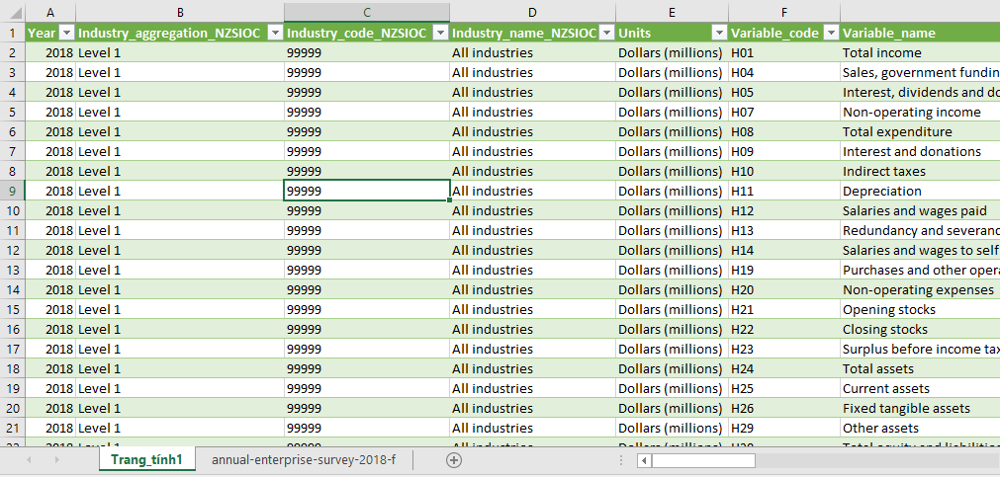 A B C D E F
1 Year Industry_aggregation_NZSIOC Industry_code_NZSIOC Industry_name_NZSIOC Units Variable_code Variable_name
2 2018 Level 1 99999 All industries Dollars (millions) H01 Total income
3 2018 Level 1 99999 All industries Dollars (millions) H04 Sales, government fundin
4 2018 Level 1 99999 All industries Dollars (millions) H05 Interest, dividends and do
5 2018 Level 1 99999 All industries Dollars (millions) H07 Non-operating income
6 2018 Level 1 99999 All industries Dollars (millions) H08 Total expenditure
7 2018 Level 1 99999 All industries Dollars (millions) H09 Interest and donations
8 2018 Level 1 99999 All industries Dollars (millions) H10 Indirect taxes
9 2018 Level 1 99999 All industries Dollars (millions) H11 Depreciation
10 2018 Level 1 99999 All industries Dollars (millions) H12 Salaries and wages paid
11 2018 Level 1 99999 All industries Dollars (millions) H13 Redundancy and severanc
12 2018 Level 1 99999 All industries Dollars (millions) H14 Salaries and wages to self
13 2018 Level 1 99999 All industries Dollars (millions) H19 Purchases and other opera
14 2018 Level 1 99999 All industries Dollars (millions) H20 Non-operating expenses
15 2018 Level 1 99999 All industries Dollars (millions) H21 Opening stocks
16 2018 Level 1 99999 All industries Dollars (millions) H22 Closing stocks
17 2018 Level 1 99999 All industries Dollars (millions) H23 Surplus before income tax
18 2018 Level 1 99999 All industries Dollars (millions) H24 Total assets
19 2018 Level 1 99999 All industries Dollars (millions) H25 Current assets
20 2018 Level 1 99999 All industries Dollars (millions) H26 Fixed tangible assets
21 2018 Level 1 99999 All industries Dollars (millions) H29 Other assets
Trang_tính1 annual-enterprise-survey-2018-f